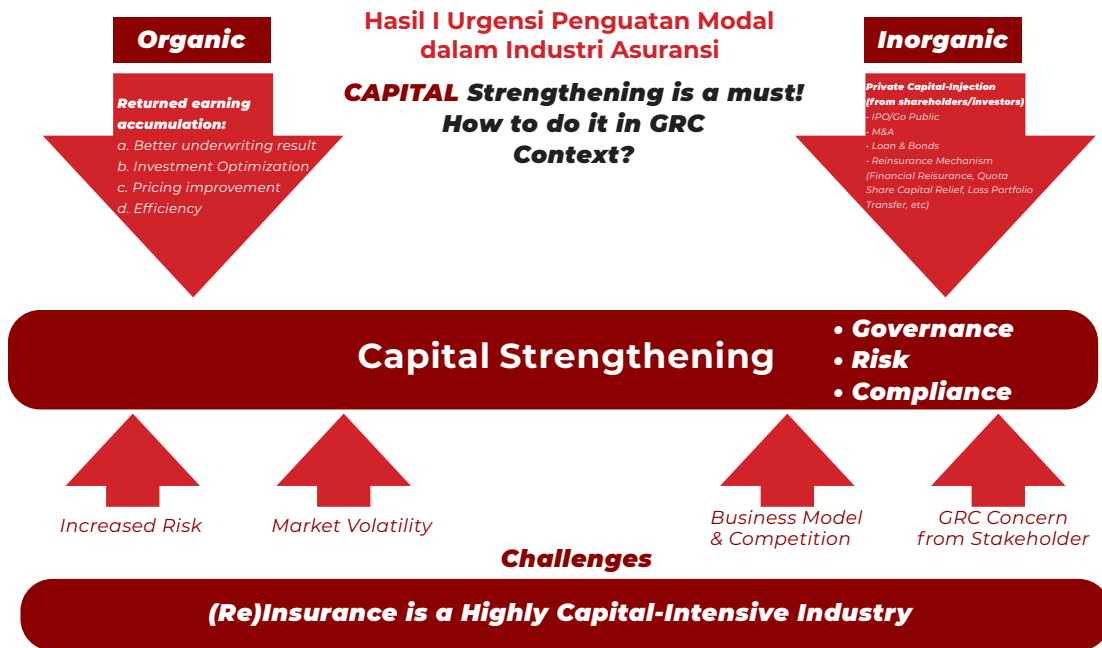 Organic
Hasil I Urgensi Penguatan Modal
dalam Industri Asuransi
Inorganic
CAPITAL Strengthening is a must!
How to do it in GRC
Context?
Returned earning
accumulation:
a. Better underwriting result
b. Investment Optimization
c. Pricing improvement
d. Efficiency
Private Capital-Injection
(from shareholders/investors)
• IPO/Go Public
• M&A
• Loan & Bonds
• Reinsurance Mechanism
(Financial Reisurance, Quota
Share Capital Relief, Loss Portfolio
Transfer, etc)
Capital Strengthening
• Governance
• Risk
• Compliance
Increased Risk
Market Volatility
Business Model
& Competition
GRC Concern
from Stakeholder
Challenges
(Re)Insurance is a Highly Capital-Intensive Industry